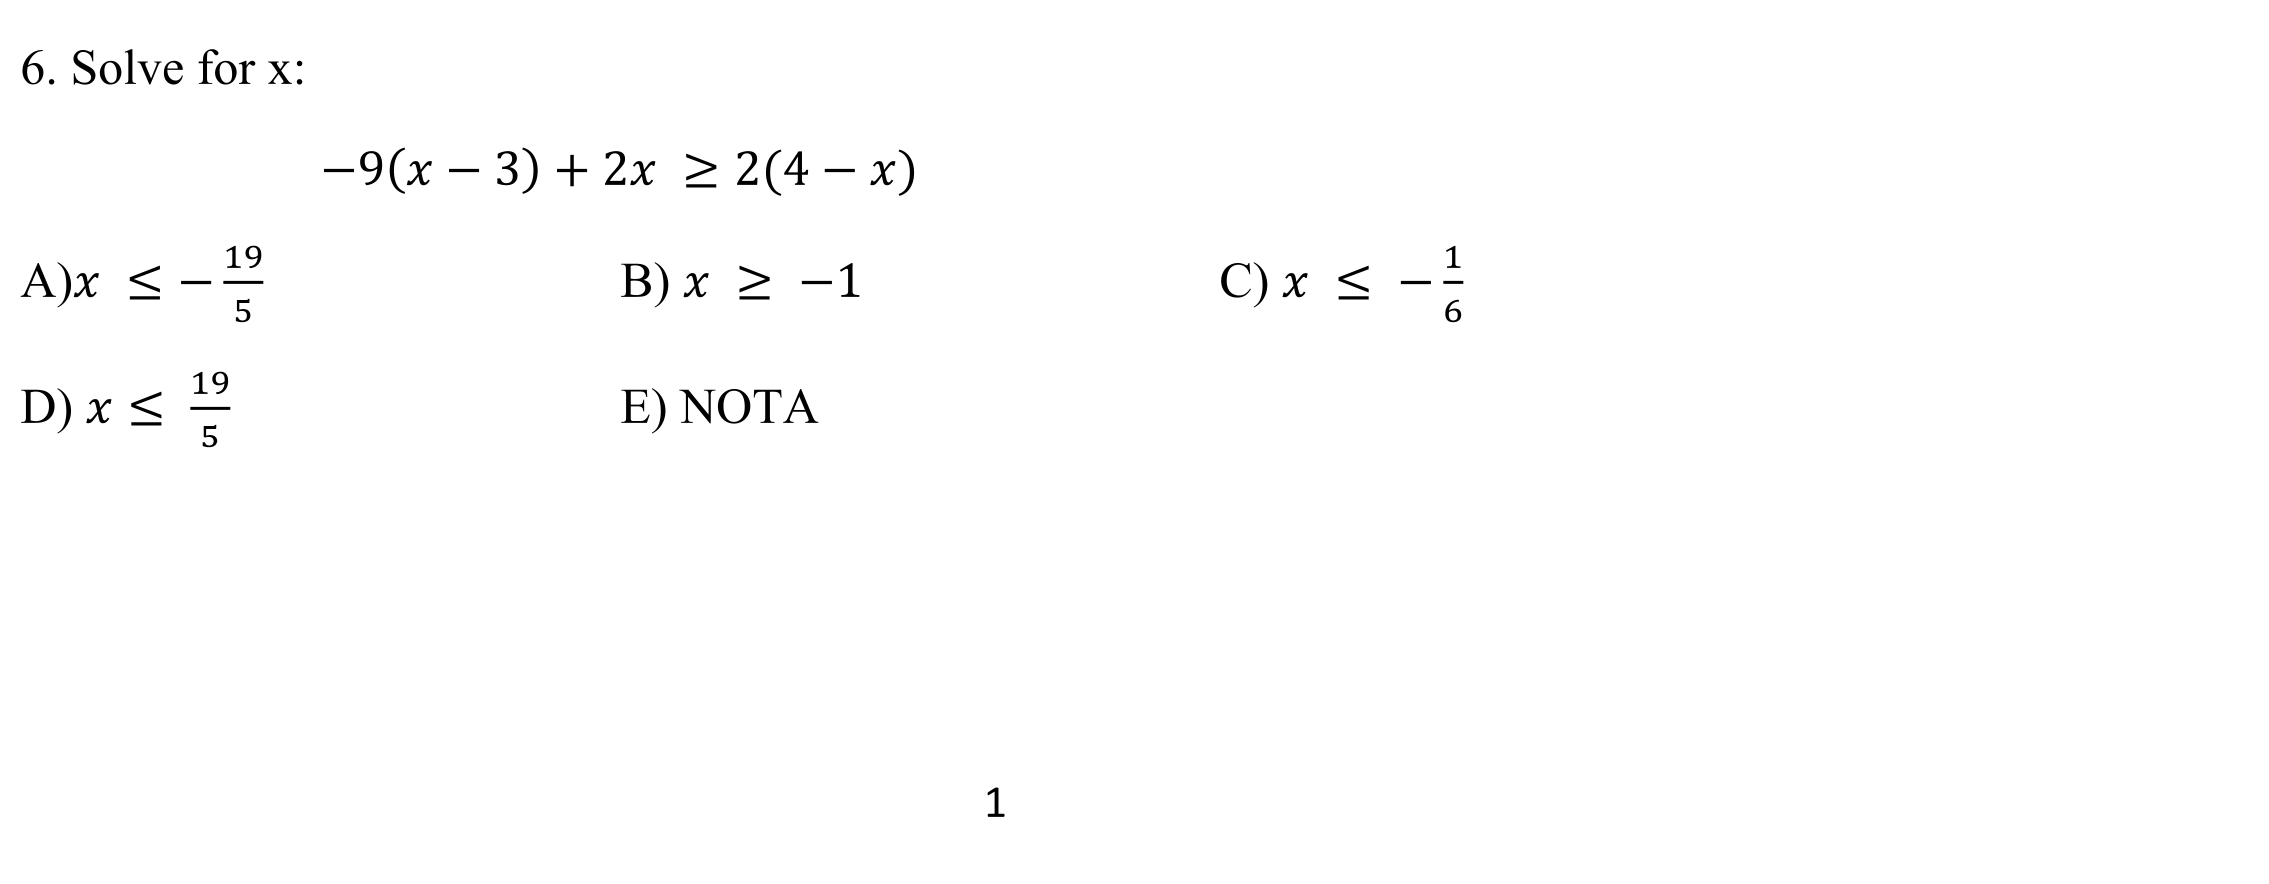 6. Solve for x:
−9(x − 3) + 2x ≥ 2(4 − x)
A)x ≤ −19/5 B) x ≥ −1 C) x ≤ −1/6
D) x ≤ 19/5 E) NOTA
1